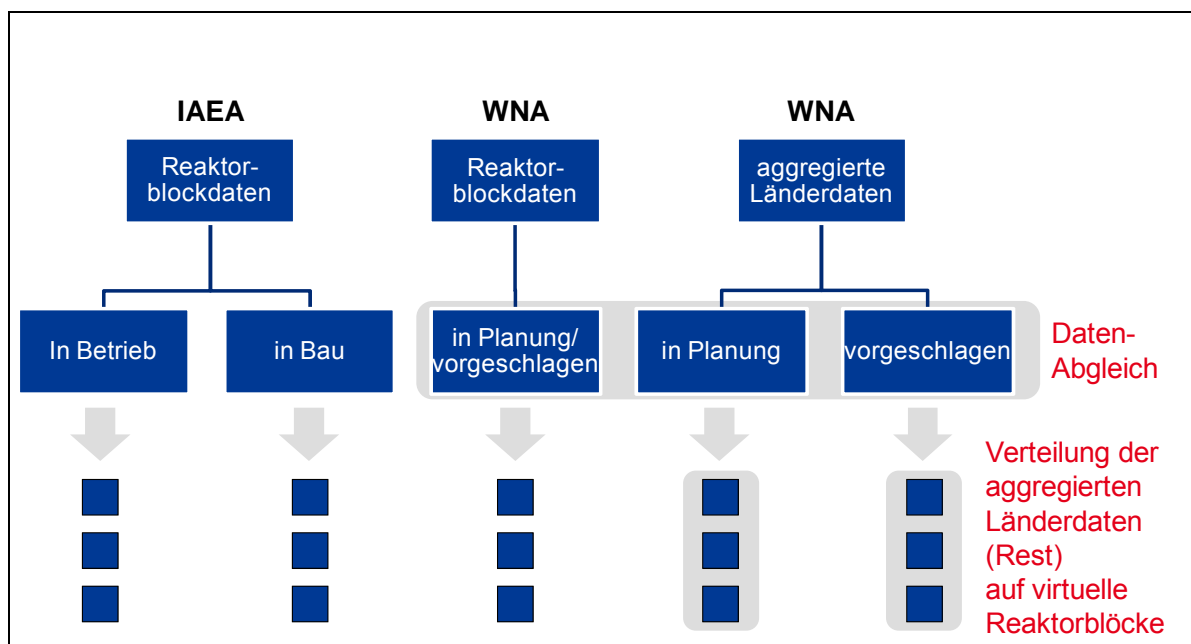 IAEA
WNA
WNA
Reaktor-
blockdaten
Reaktor-
blockdaten
aggregierte
Länderdaten
In Betrieb
in Bau
in Planung/
vorgeschlagen
in Planung
vorgeschlagen
Daten-
Abgleich
Verteilung der
aggregierten
Länderdaten
(Rest)
auf virtuelle
Reaktorblöcke